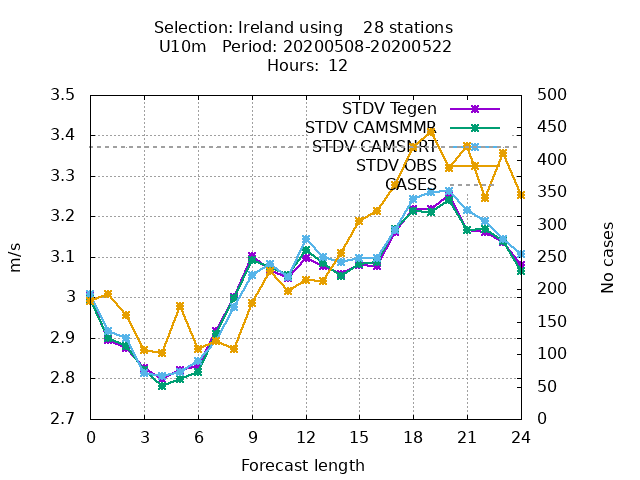 Selection: Ireland using 28 stations
U10m Period: 20200508-20200522
Hours: 12
3.5
3.4
3.3
3.2
3.1
3
2.9
2.8
2.7
m/s
STDV Tegen
STDV CAMSMMR
STDV CAMSNRT
STDV OBS
CASES
500
450
400
350
300
250
200
150
100
50
0
No cases
0 3 6 9 12 15 18 21 24
Forecast length